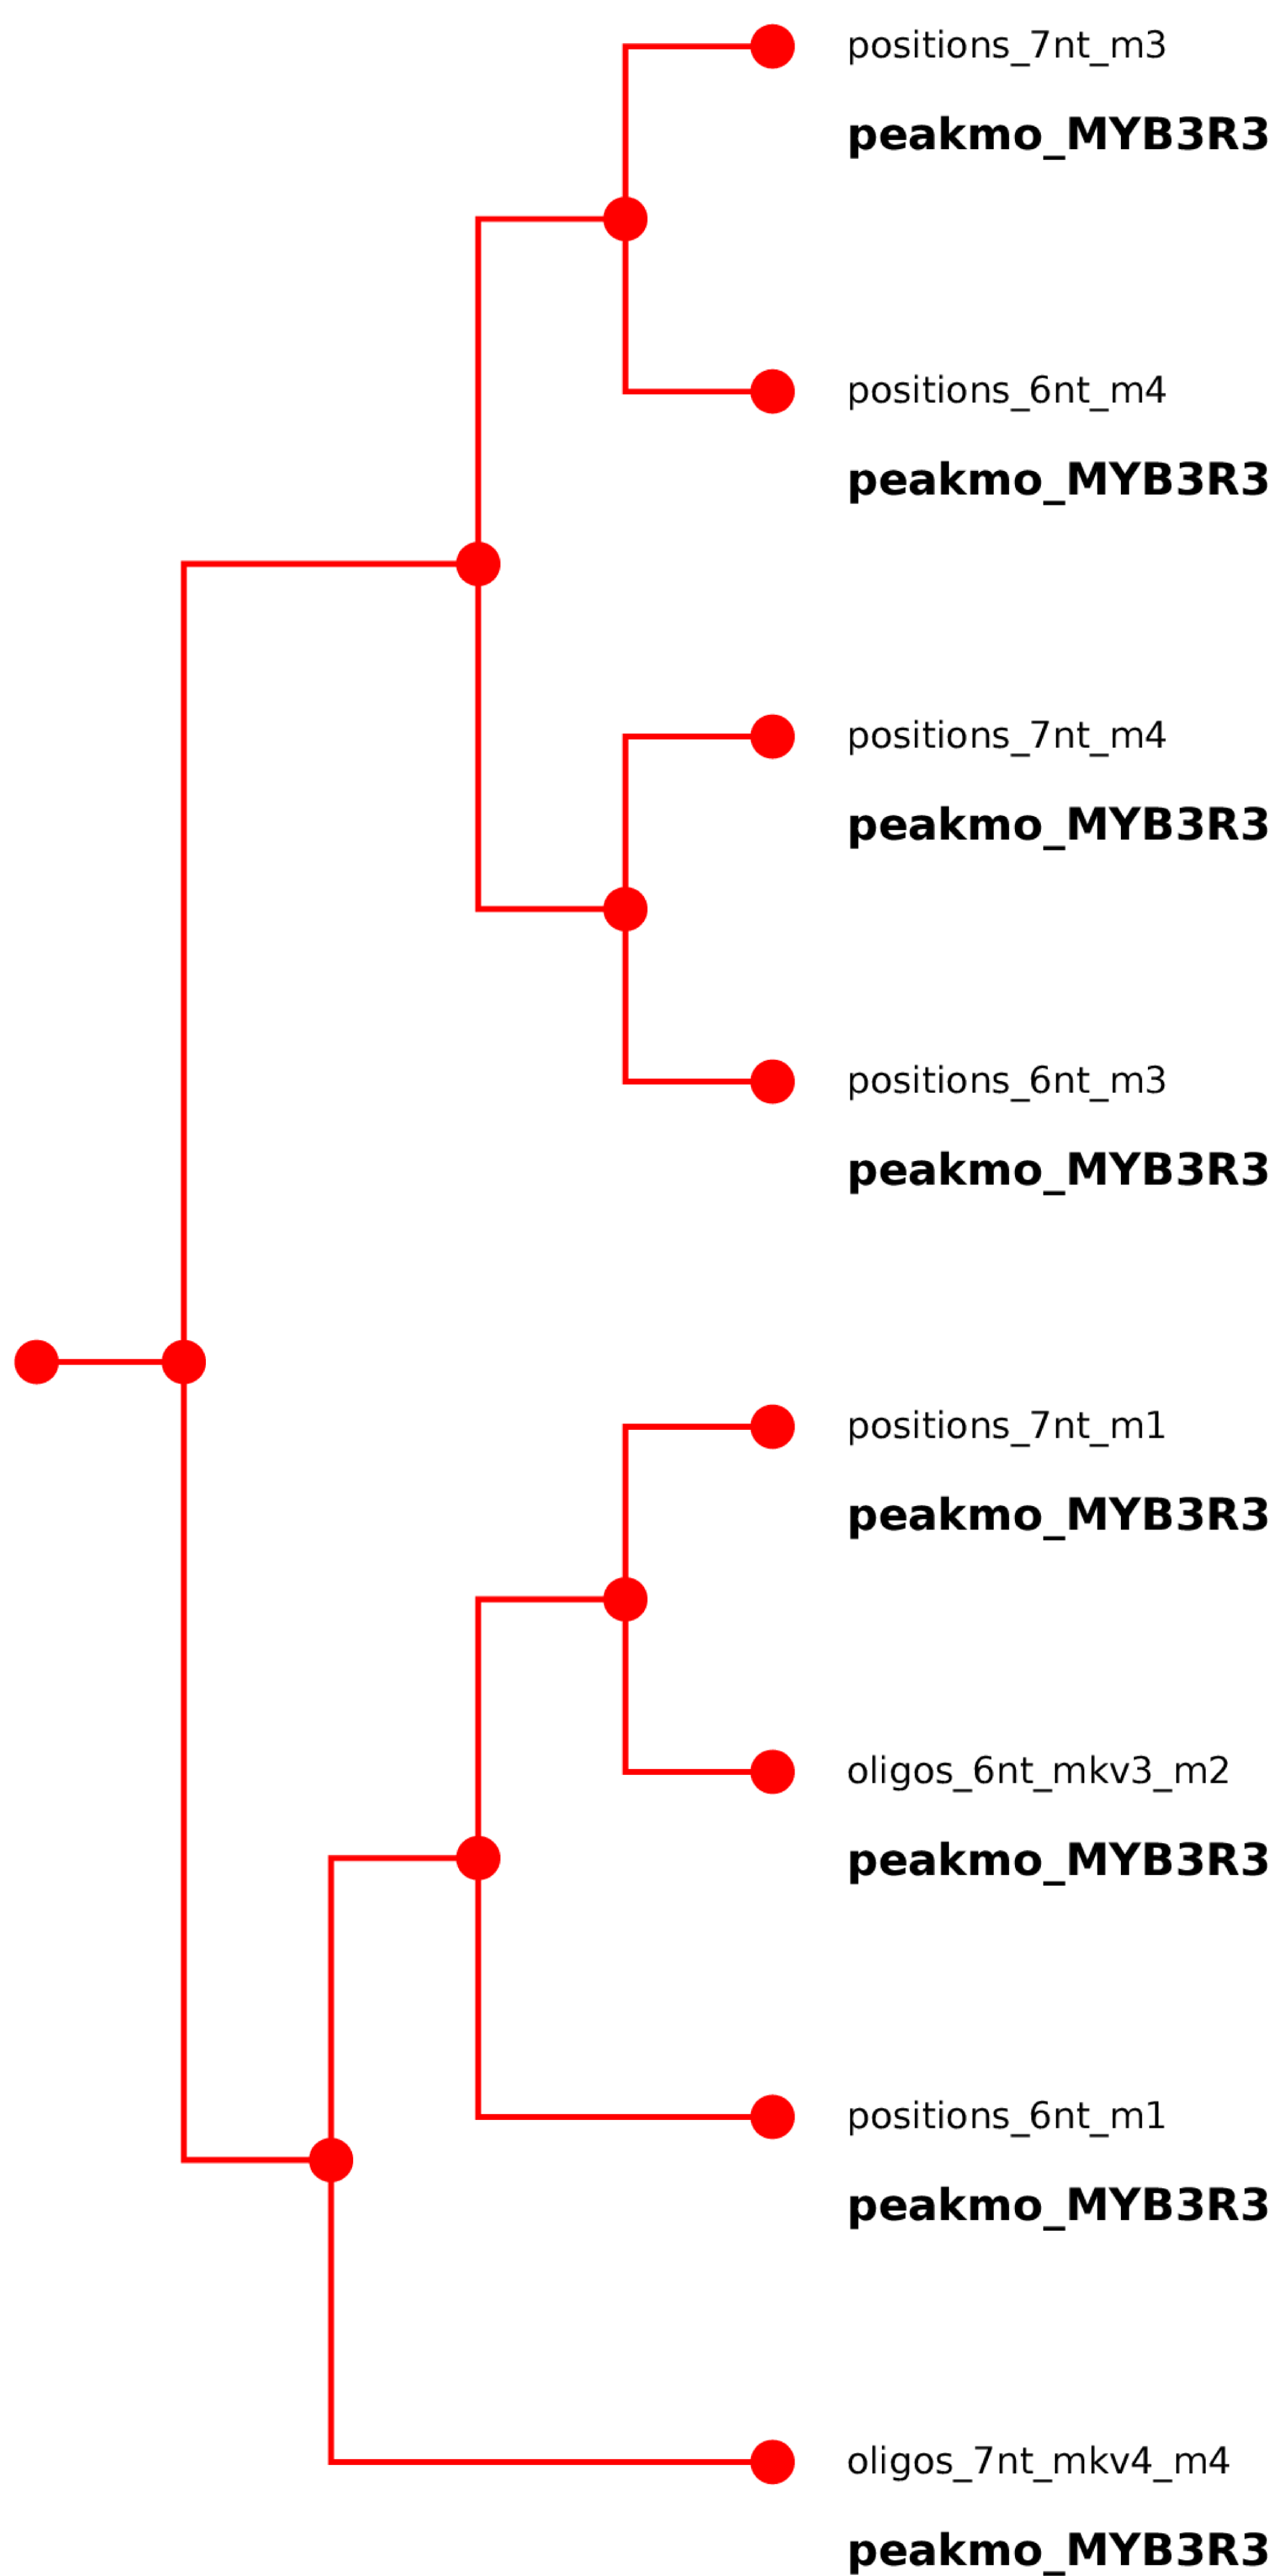 positions_7nt_m3
peakmo_MYB3R3
positions_6nt_m4
peakmo_MYB3R3
positions_7nt_m4
peakmo_MYB3R3
positions_6nt_m3
peakmo_MYB3R3
positions_7nt_m1
peakmo_MYB3R3
oligos_6nt_mkv3_m2
peakmo_MYB3R3
positions_6nt_m1
peakmo_MYB3R3
oligos_7nt_mkv4_m4
peakmo_MYB3R3